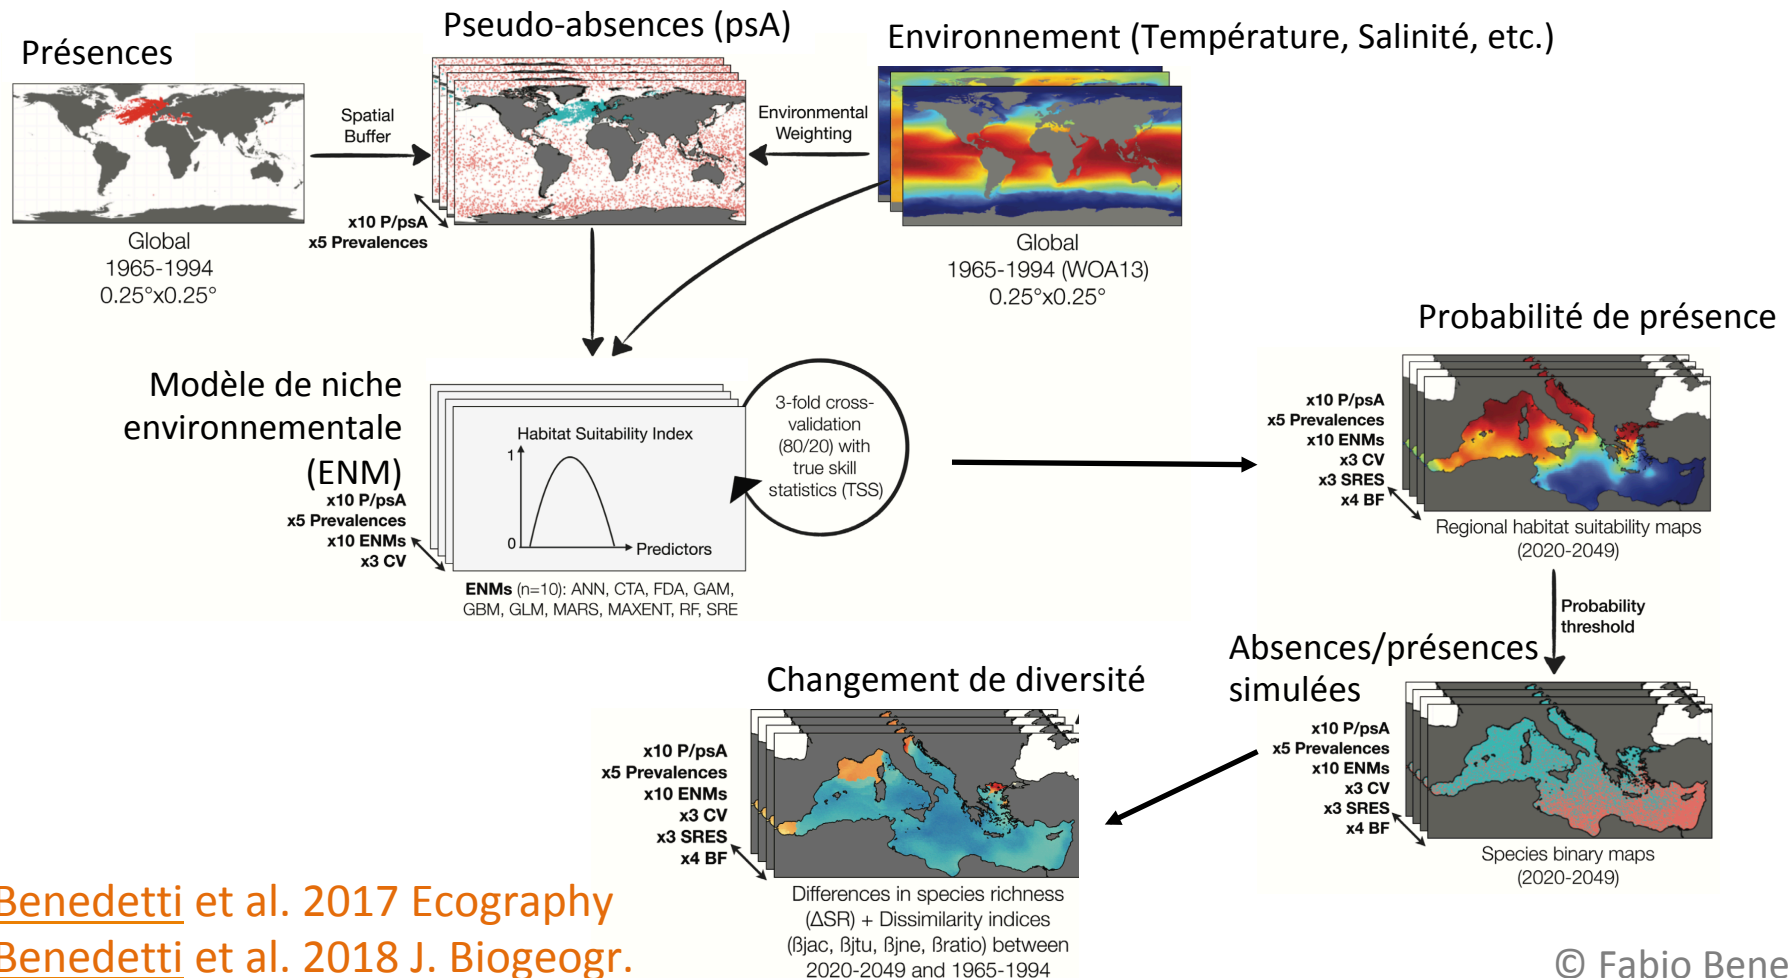 Présences
Pseudo-absences (psA)
Environnement (Température, Salinité, etc.)
Spatial
Buffer
Environmental
Weighting
x10 P/psA
x5 Prevalences
Global
1965-1994
0.25°x0.25°
Global
1965-1994 (WOA13)
0.25°x0.25°
Modèle de niche
environnementale
(ENM)
x10 P/psA
x5 Prevalences
x10 ENMs
x3 CV
Habitat Suitability Index
1
0
Predictors
3-fold cross-
validation
(80/20) with
true skill
statistics (TSS)
ENMs (n=10): ANN, CTA, FDA, GAM,
GBM, GLM, MARS, MAXENT, RF, SRE
Probabilité de présence
x10 P/psA
x5 Prevalences
x10 ENMs
x3 CV
x3 SRES
x4 BF
Regional habitat suitability maps
(2020-2049)
Probability
threshold
Absences/présences
simulées
x10 P/psA
x5 Prevalences
x10 ENMs
x3 CV
x3 SRES
x4 BF
Species binary maps
(2020-2049)
Changement de diversité
x10 P/psA
x5 Prevalences
x10 ENMs
x3 CV
x3 SRES
x4 BF
Differences in species richness
(ΔSR) + Dissimilarity indices
(ßjac, ßjtu, ßjne, ßratio) between
2020-2049 and 1965-1994
Benedetti et al. 2017 Ecography
Benedetti et al. 2018 J. Biogeogr.
© Fabio Bene